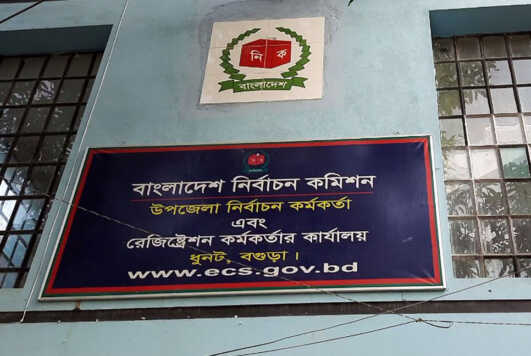 নি ক
বাংলাদেশ
বাংলাদেশ নির্বাচন কমিশন
উপজেলা নির্বাচন কর্মকর্তা
এবং
রেজিষ্ট্রেশন কর্মকর্তার কার্যালয়
ধুনট, বগুড়া ।
www.ecs.gov.bd